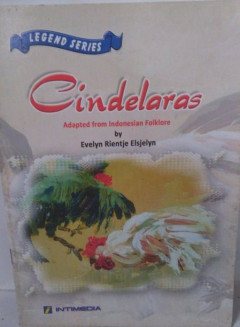 LEGEND SERIES
Cindelaras
Adapted from Indonesian Folklore
by
Evelyn Rientje Elsjelyn
INTIMEDIA